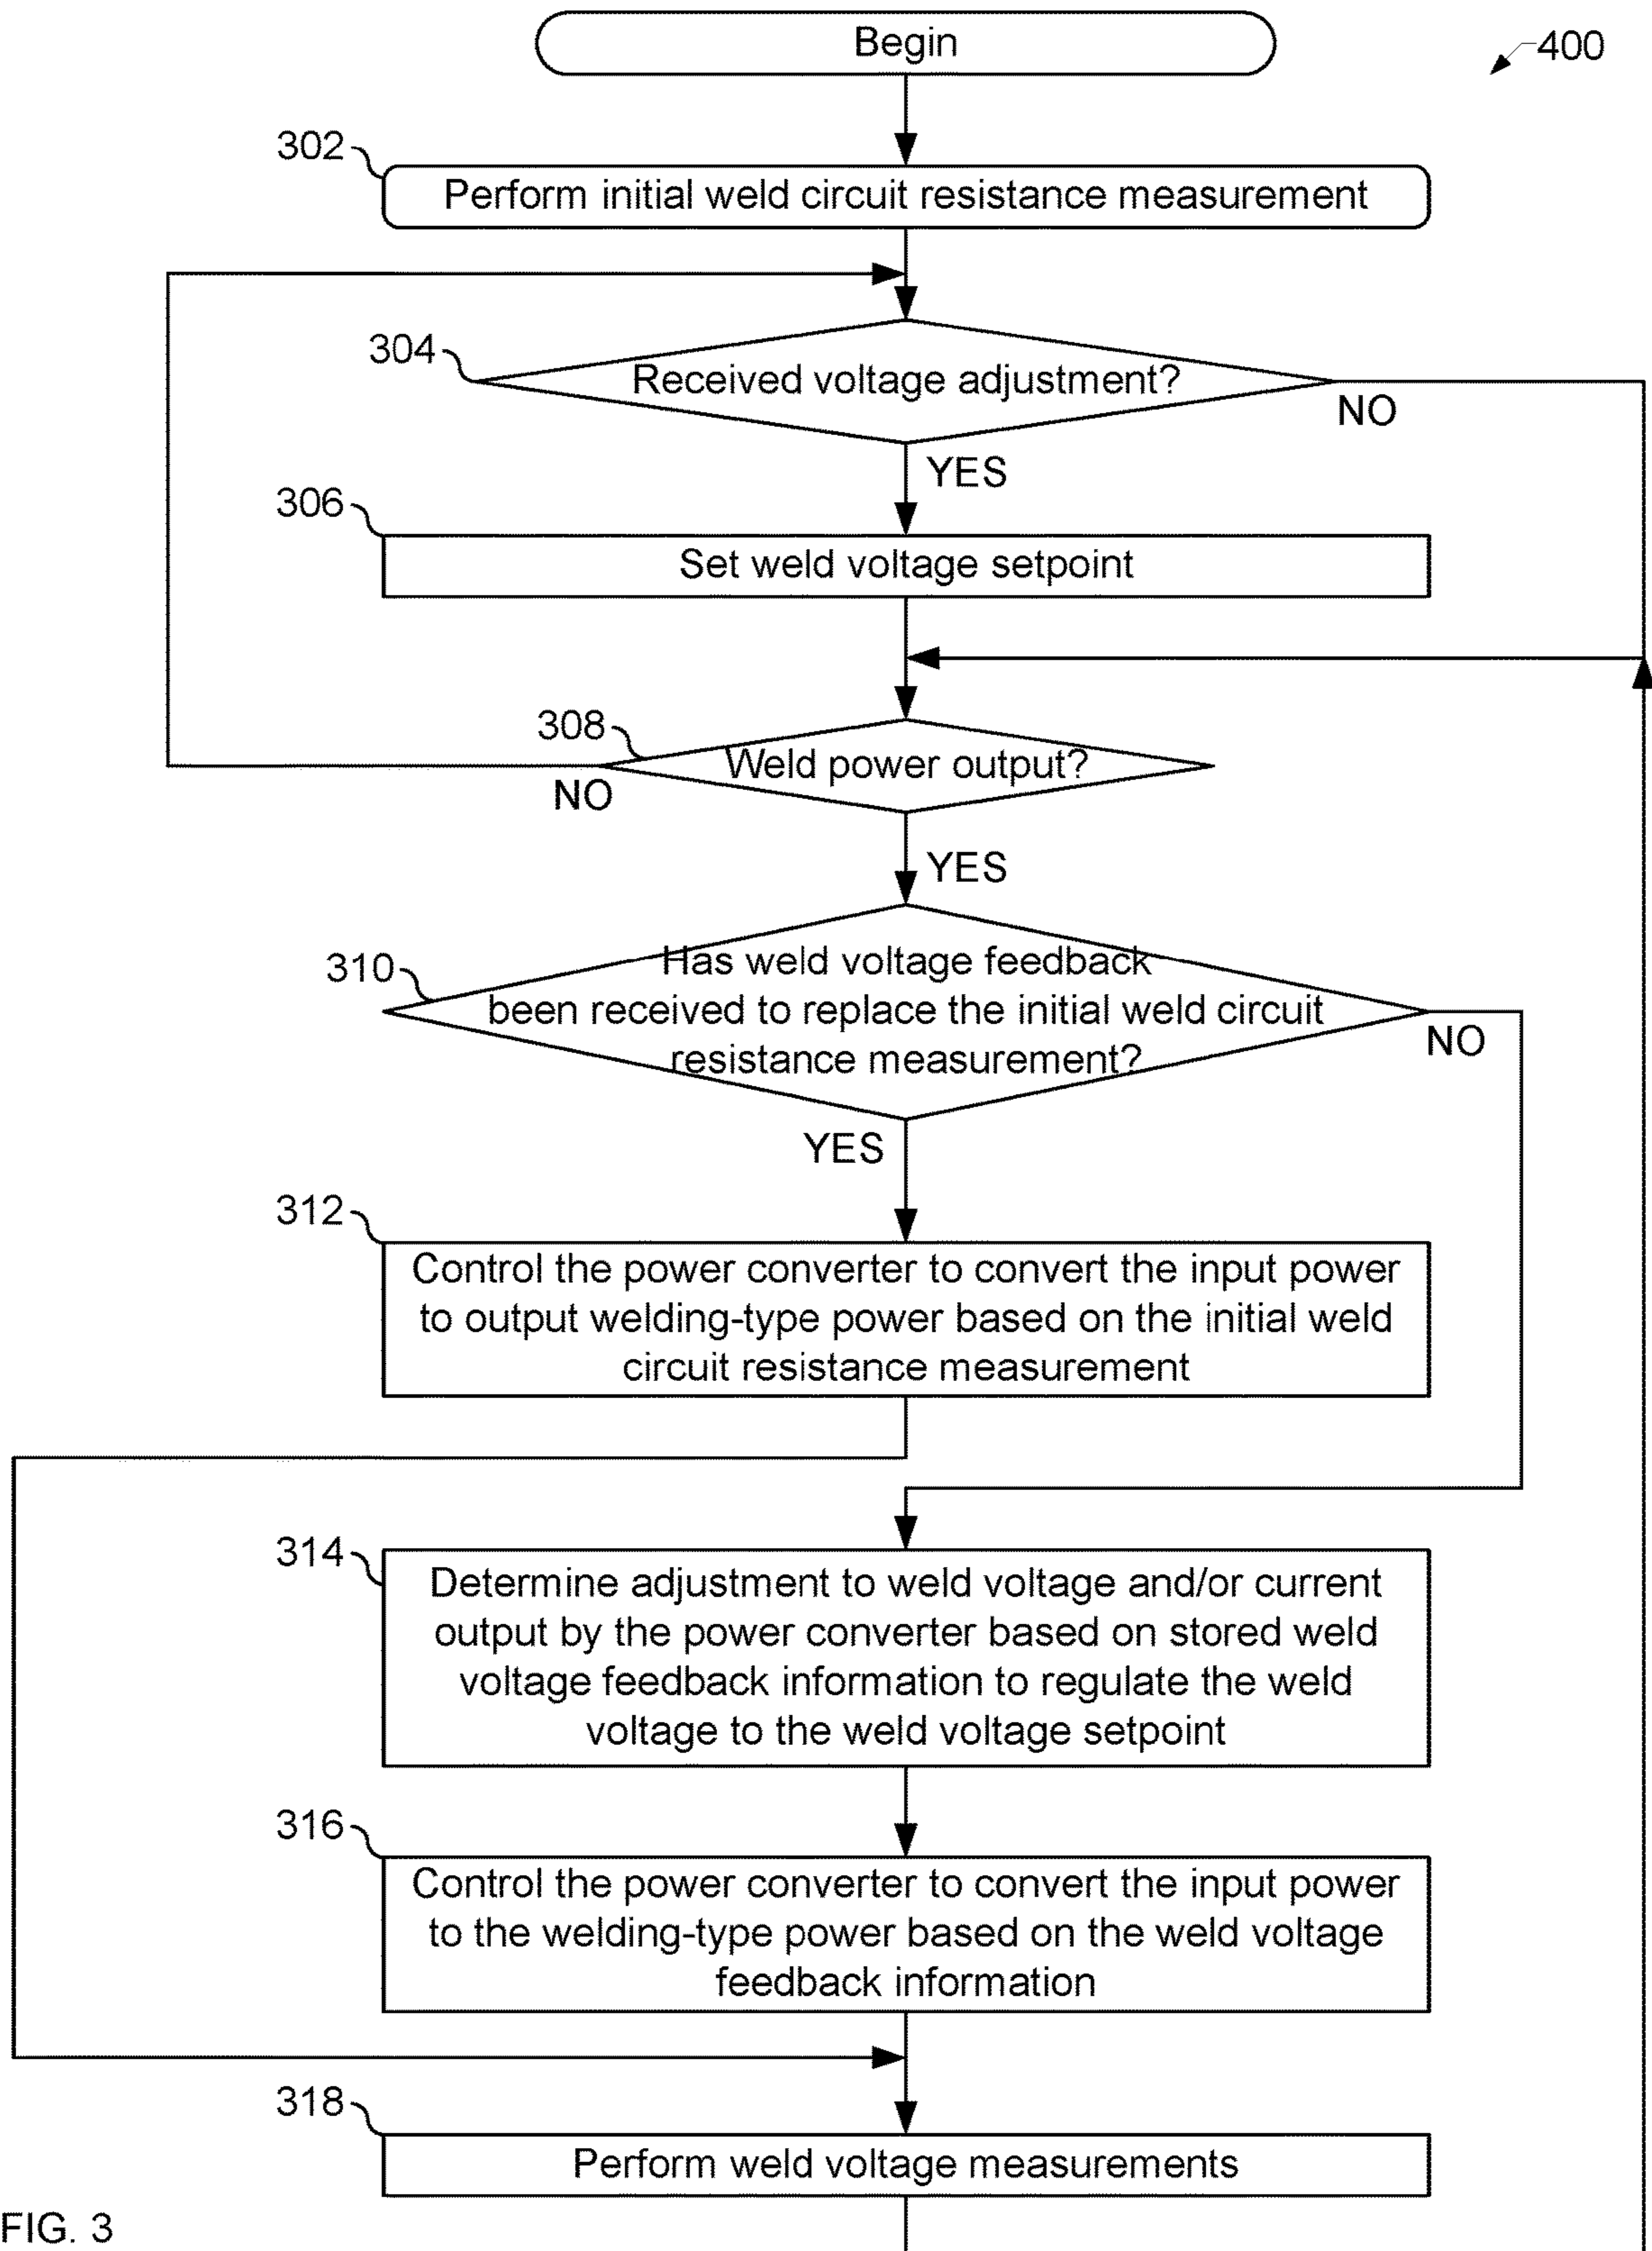 Begin
400
302
Perform initial weld circuit resistance measurement
304
Received voltage adjustment?
NO
YES
306
Set weld voltage setpoint
308
Weld power output?
NO
YES
310
Has weld voltage feedback
been received to replace the initial weld circuit
resistance measurement?
NO
YES
312
Control the power converter to convert the input power
to output welding-type power based on the initial weld
circuit resistance measurement
314
Determine adjustment to weld voltage and/or current
output by the power converter based on stored weld
voltage feedback information to regulate the weld
voltage to the weld voltage setpoint
316
Control the power converter to convert the input power
to the welding-type power based on the weld voltage
feedback information
318
Perform weld voltage measurements
FIG. 3